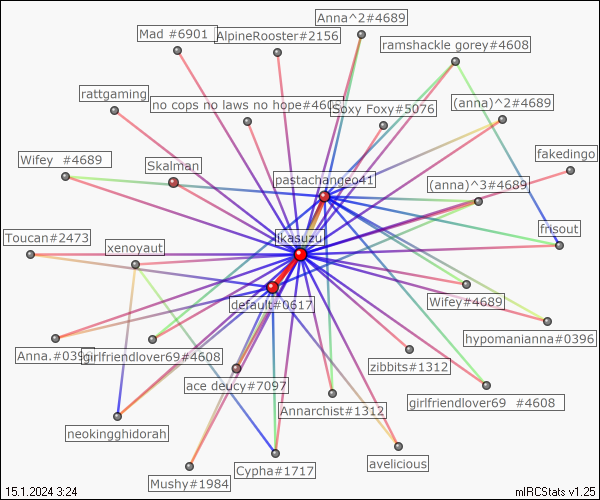 Anna^2#4689
Mad #6901
AlpineRooster#2156
ramshackle gorey#4608
rattgaming
no cops no laws no hope#460
Soxy Foxy#5076
(anna)^2#4689
fakedingo
Wifey  #4689
Skalman
pastachangeo41
(anna)^3#4689
frisout
Toucan#2473
xenoyaut
ikasuzu
Wifey#4689
default#0617
hypomanianna#0396
Anna.#039
girlfriendlover69#4608
zibbits#1312
ace deucy#7097
Annarchist#1312
girlfriendlover69  #4608
neokingghidorah
Mushy#1984
Cypha#1717
avelicious
15.1.2024 3:24
mIRCStats v1.25